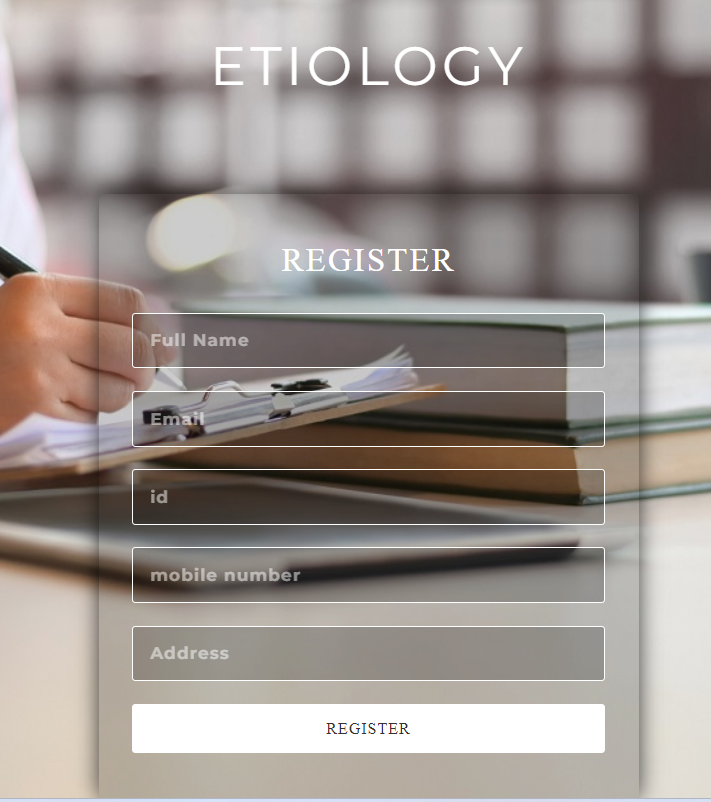 ETIOLOGY
REGISTER
Full Name
Email
id
mobile number
Address
REGISTER